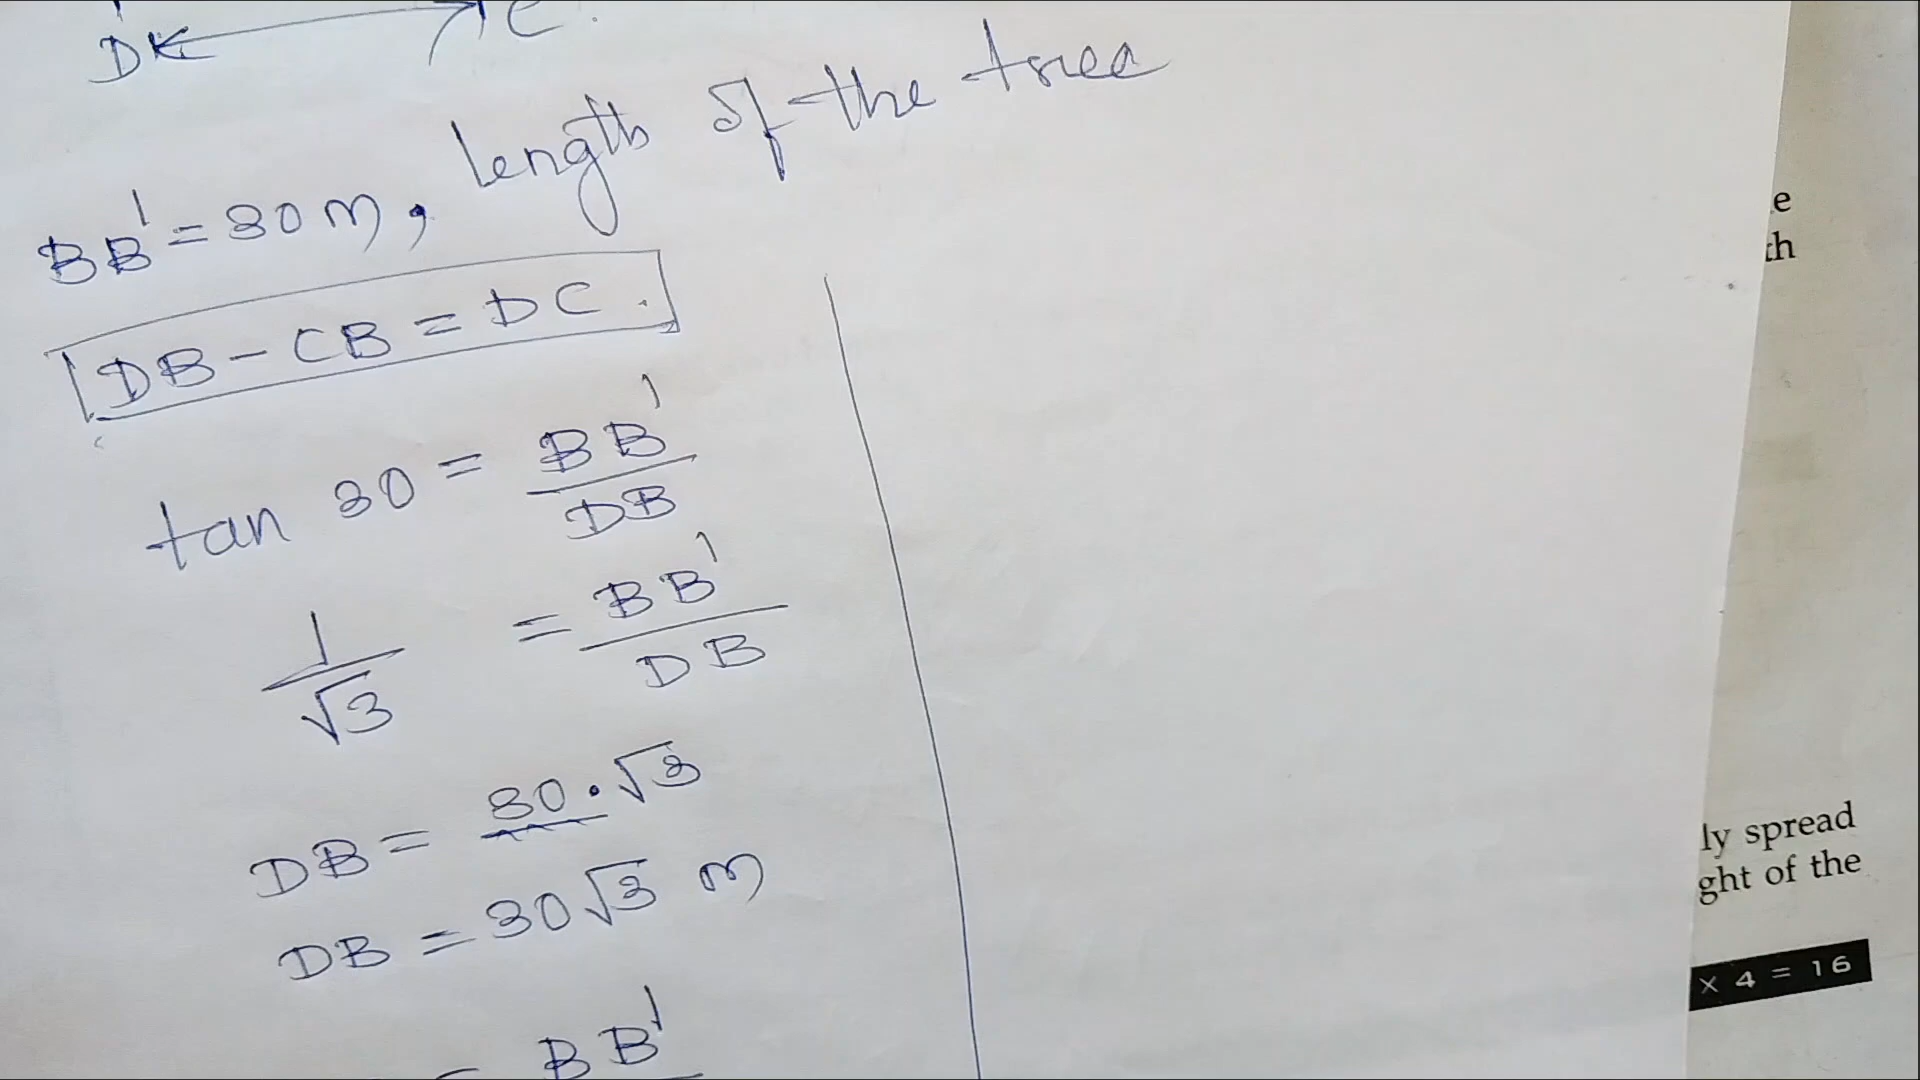 D C.
BB' = 30 m, length of the tree
DB - CB = DC.
tan 30 = BB' / DB
1 / √3 = BB' / DB
DB = 30 · √3
DB = 30√3 m
= BB'
e
th
ly spread
ght of the
× 4 = 16